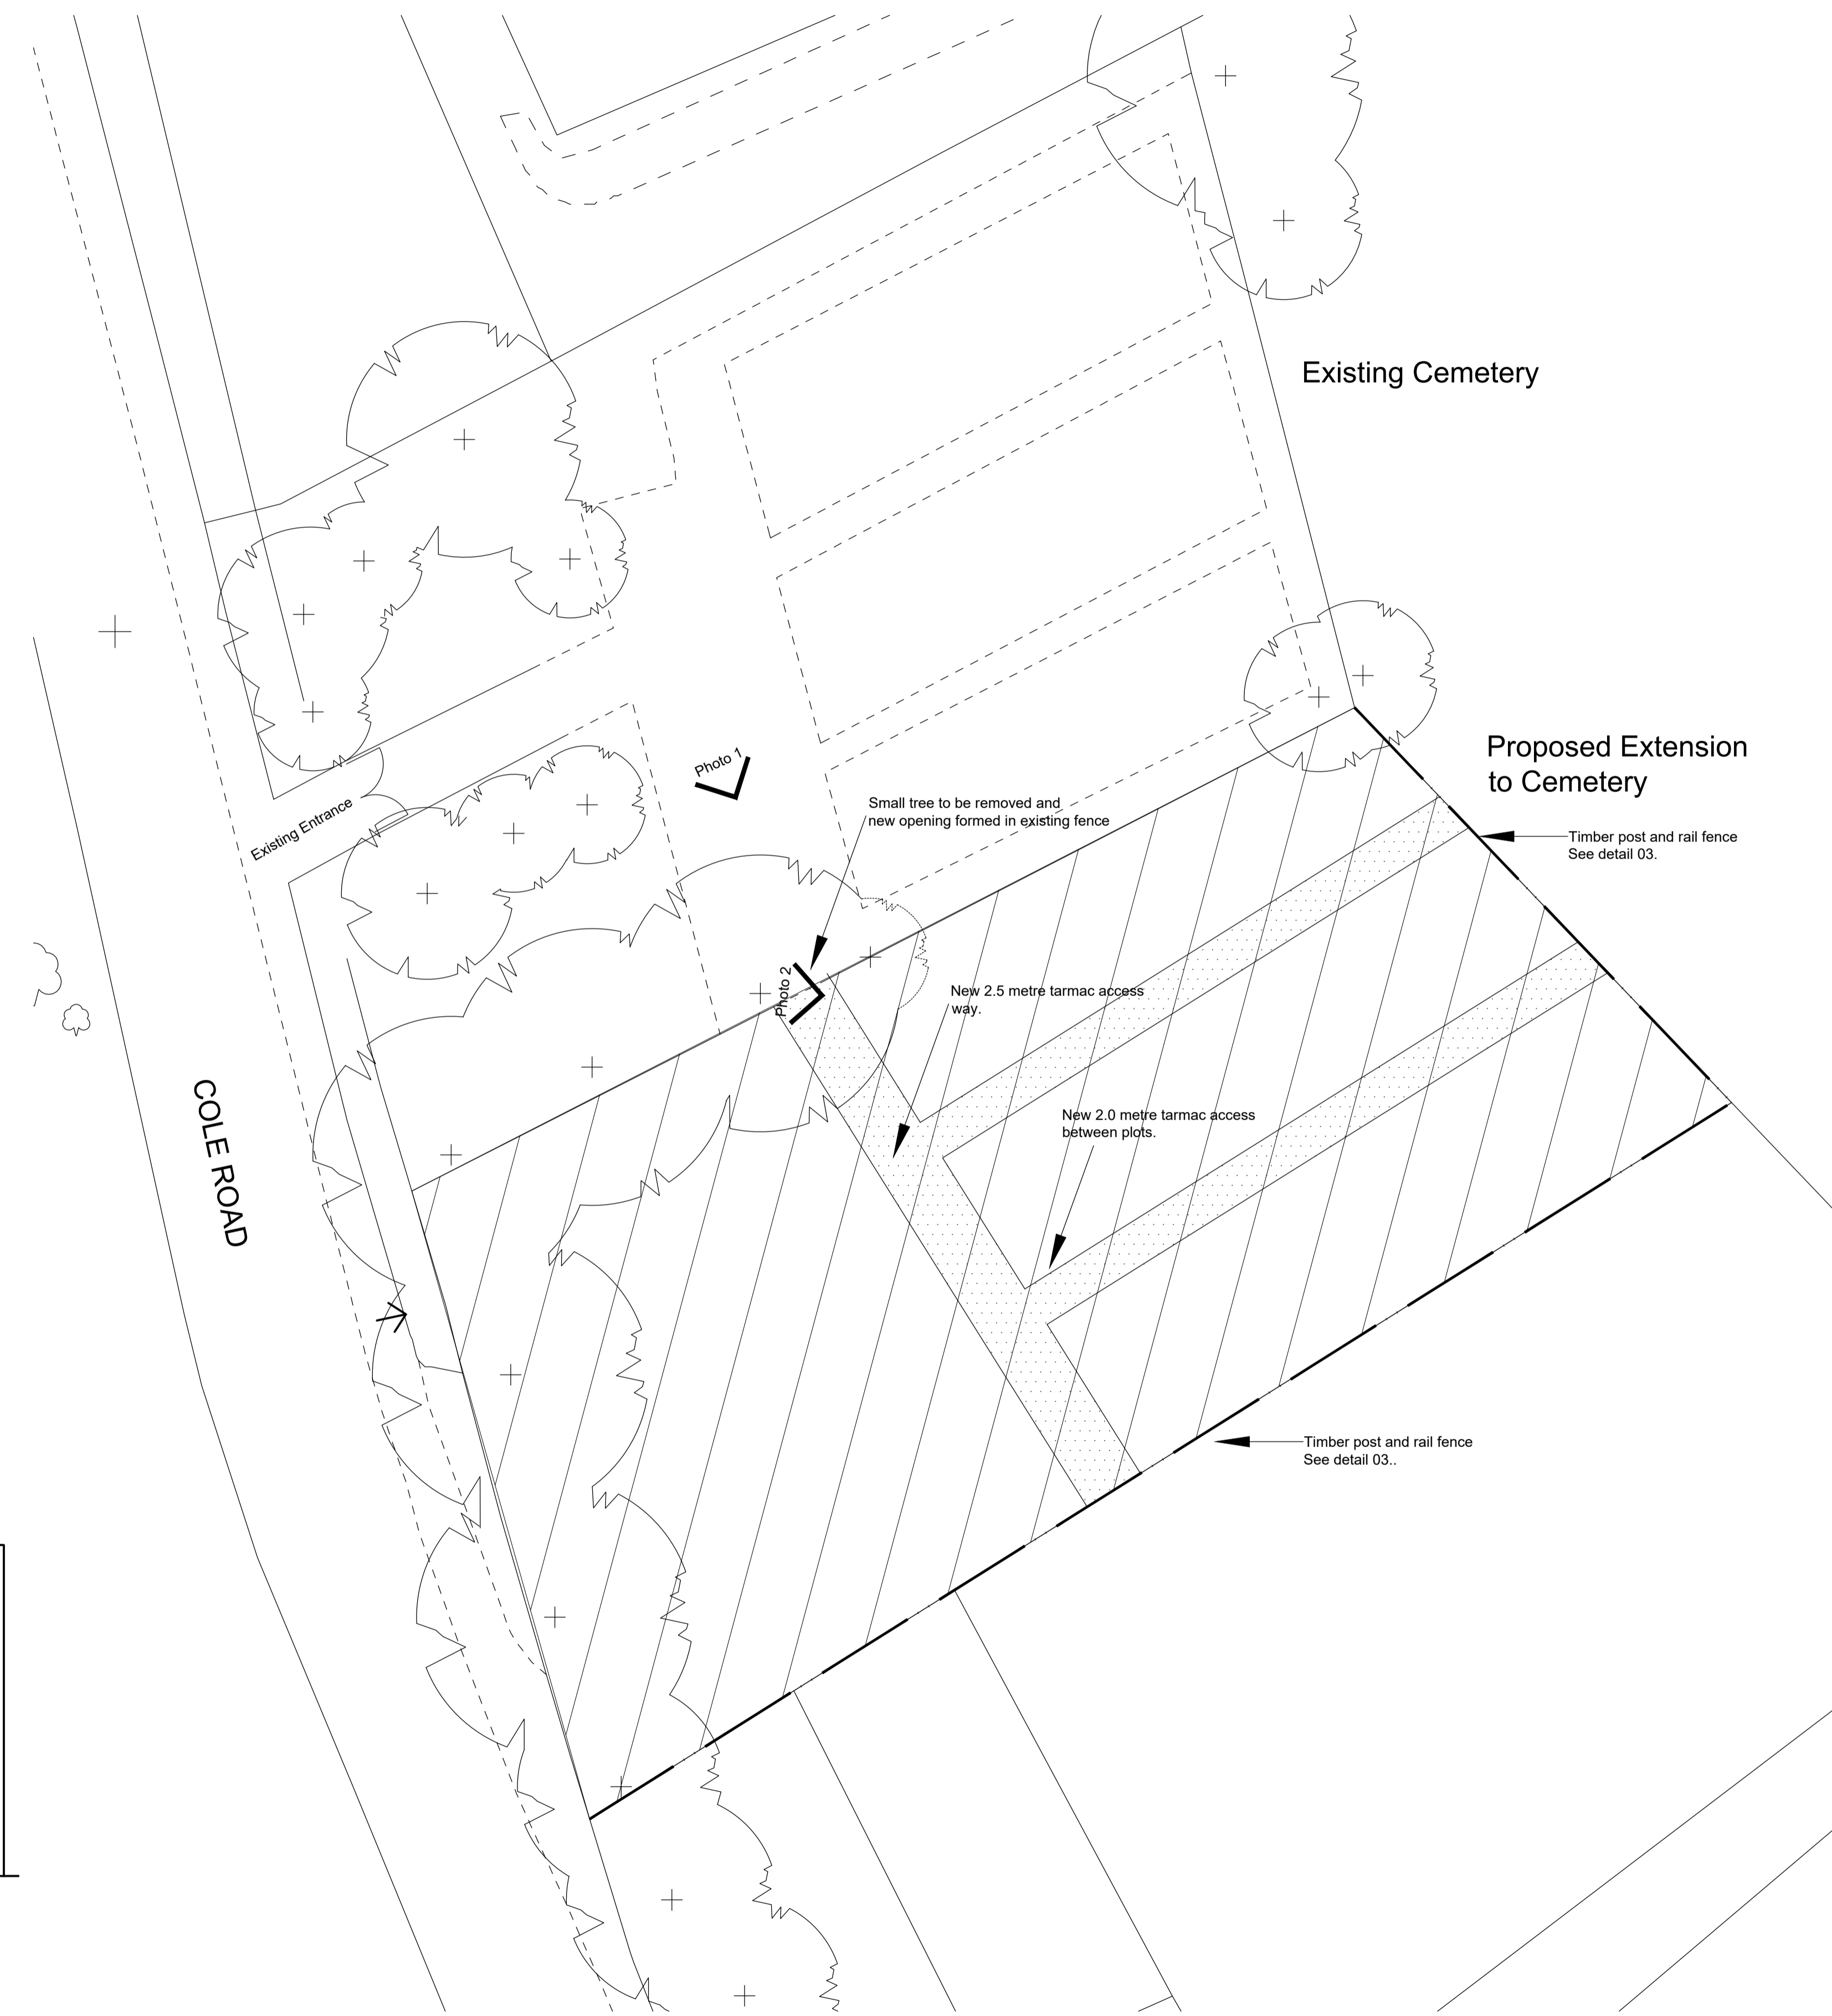 Existing Cemetery
Proposed Extension
to Cemetery
Photo 1
Small tree to be removed and
new opening formed in existing fence
Existing Entrance
Timber post and rail fence
See detail 03.
Photo 2
New 2.5 metre tarmac access
way.
COLE ROAD
New 2.0 metre tarmac access
between plots.
Timber post and rail fence
See detail 03..